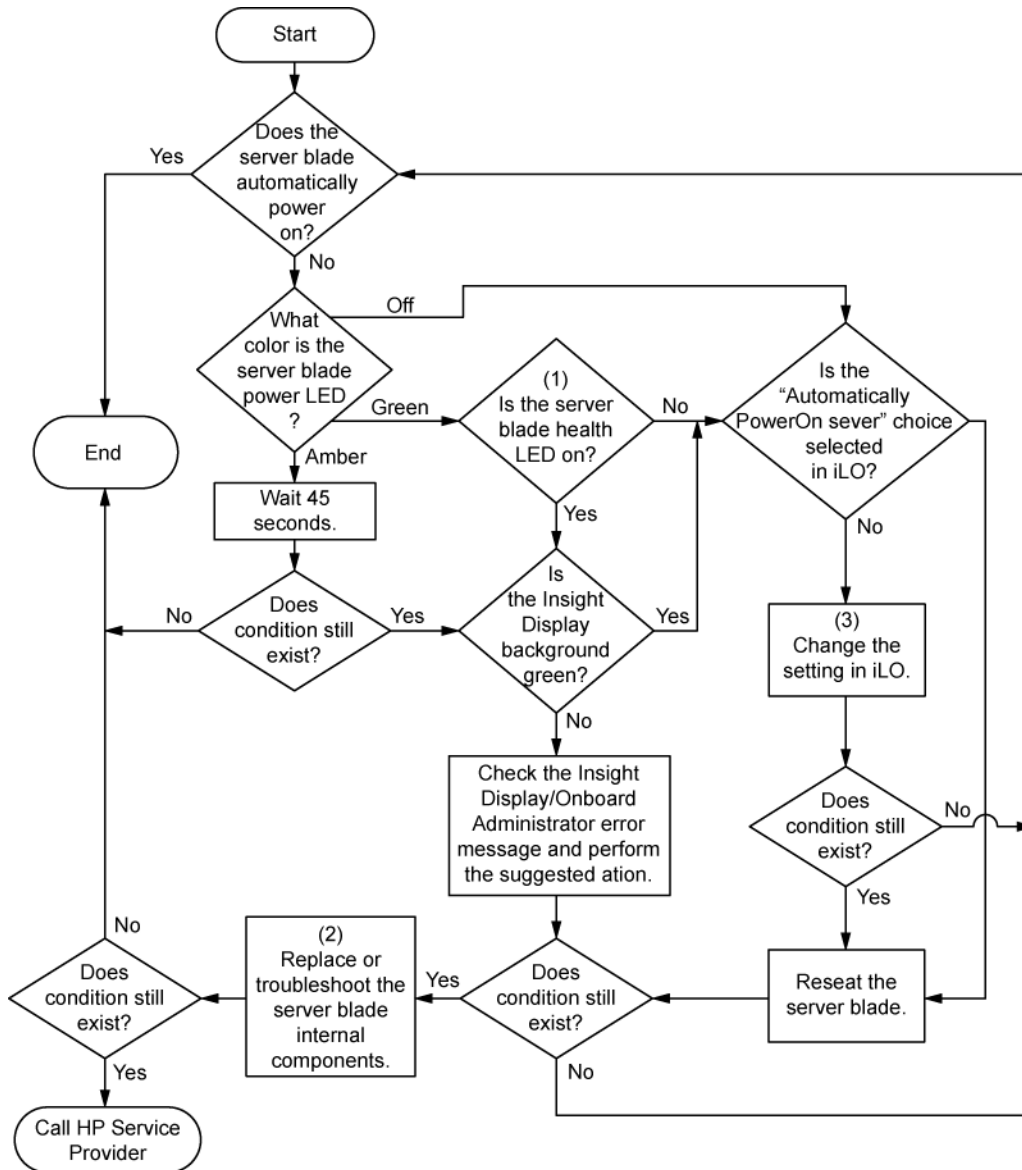 Start
Does the
server blade
automatically
power
on?
Yes
No
What
color is the
server blade
power LED
?
Off
Green
Amber
(1)
Is the server
blade health
LED on?
No
Yes
Is the
“Automatically
PowerOn sever” choice
selected
in iLO?
No
End
Wait 45
seconds.
Does
condition still
exist?
No
Yes
Is
the Insight
Display
background
green?
Yes
No
(3)
Change the
setting in iLO.
Check the Insight
Display/Onboard
Administrator error
message and perform
the suggested ation.
Does
condition still
exist?
No
Yes
Reseat the
server blade.
Does
condition still
exist?
Yes
No
(2)
Replace or
troubleshoot the
server blade
internal
components.
Does
condition still
exist?
No
Yes
Call HP Service
Provider